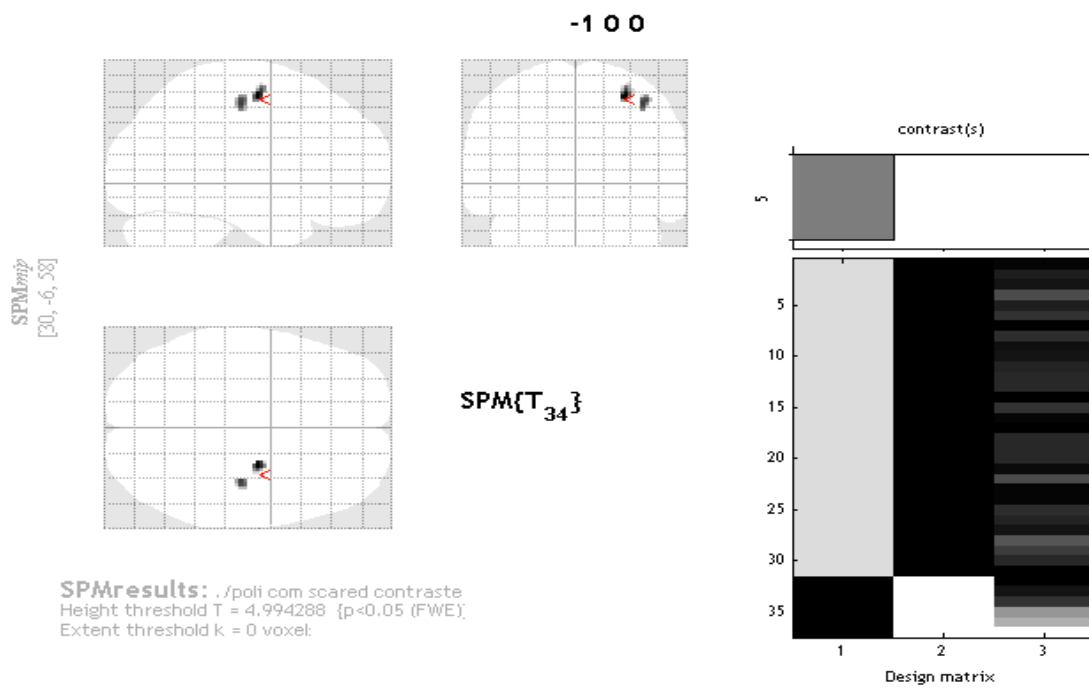 -1 0 0
SPMmip
[30, -6, 58]
SPM{T34}
SPMresults: ./poli com scared contraste
Height threshold T = 4.994288 {p<0.05 (FWE)
Extent threshold k = 0 voxel:
contrast(s)
5
5
10
15
20
25
30
35
1 2 3
Design matrix